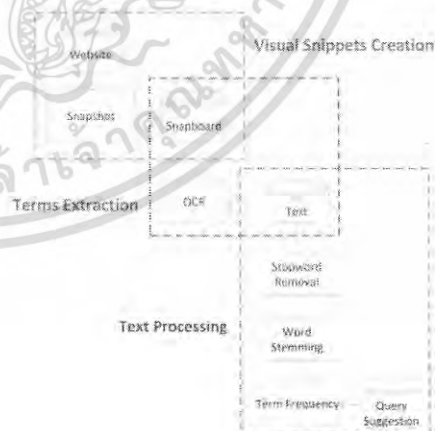 Website
Visual Snippets Creation
Snapshot
Snapboard
Terms Extraction
OCR
Text
Stopword
Removal
Text Processing
Word
Stemming
Term Frequency
Query
Suggestion